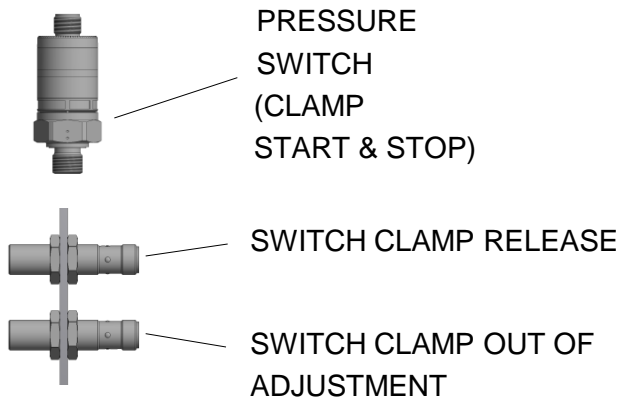 PRESSURE
SWITCH
(CLAMP
START & STOP)
SWITCH CLAMP RELEASE
SWITCH CLAMP OUT OF
ADJUSTMENT